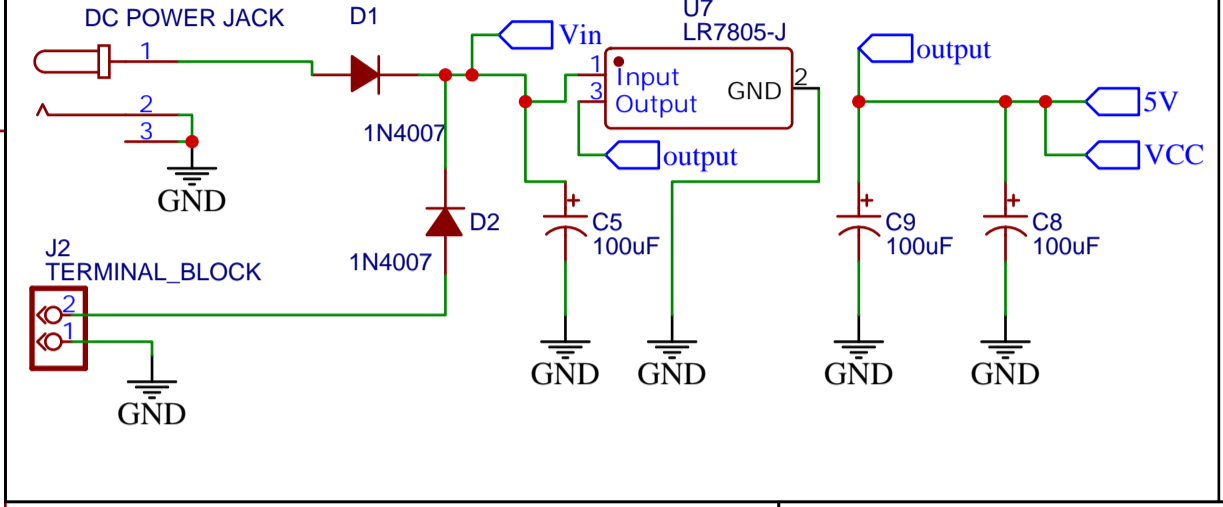 DC POWER JACK
1
2
3
GND
D1
1N4007
Vin
U7
LR7805-J
1
Input
3
Output
GND
2
output
output
5V
VCC
D2
1N4007
C5
100uF
C9
100uF
C8
100uF
J2
TERMINAL_BLOCK
2
1
GND
GND
GND
GND
GND